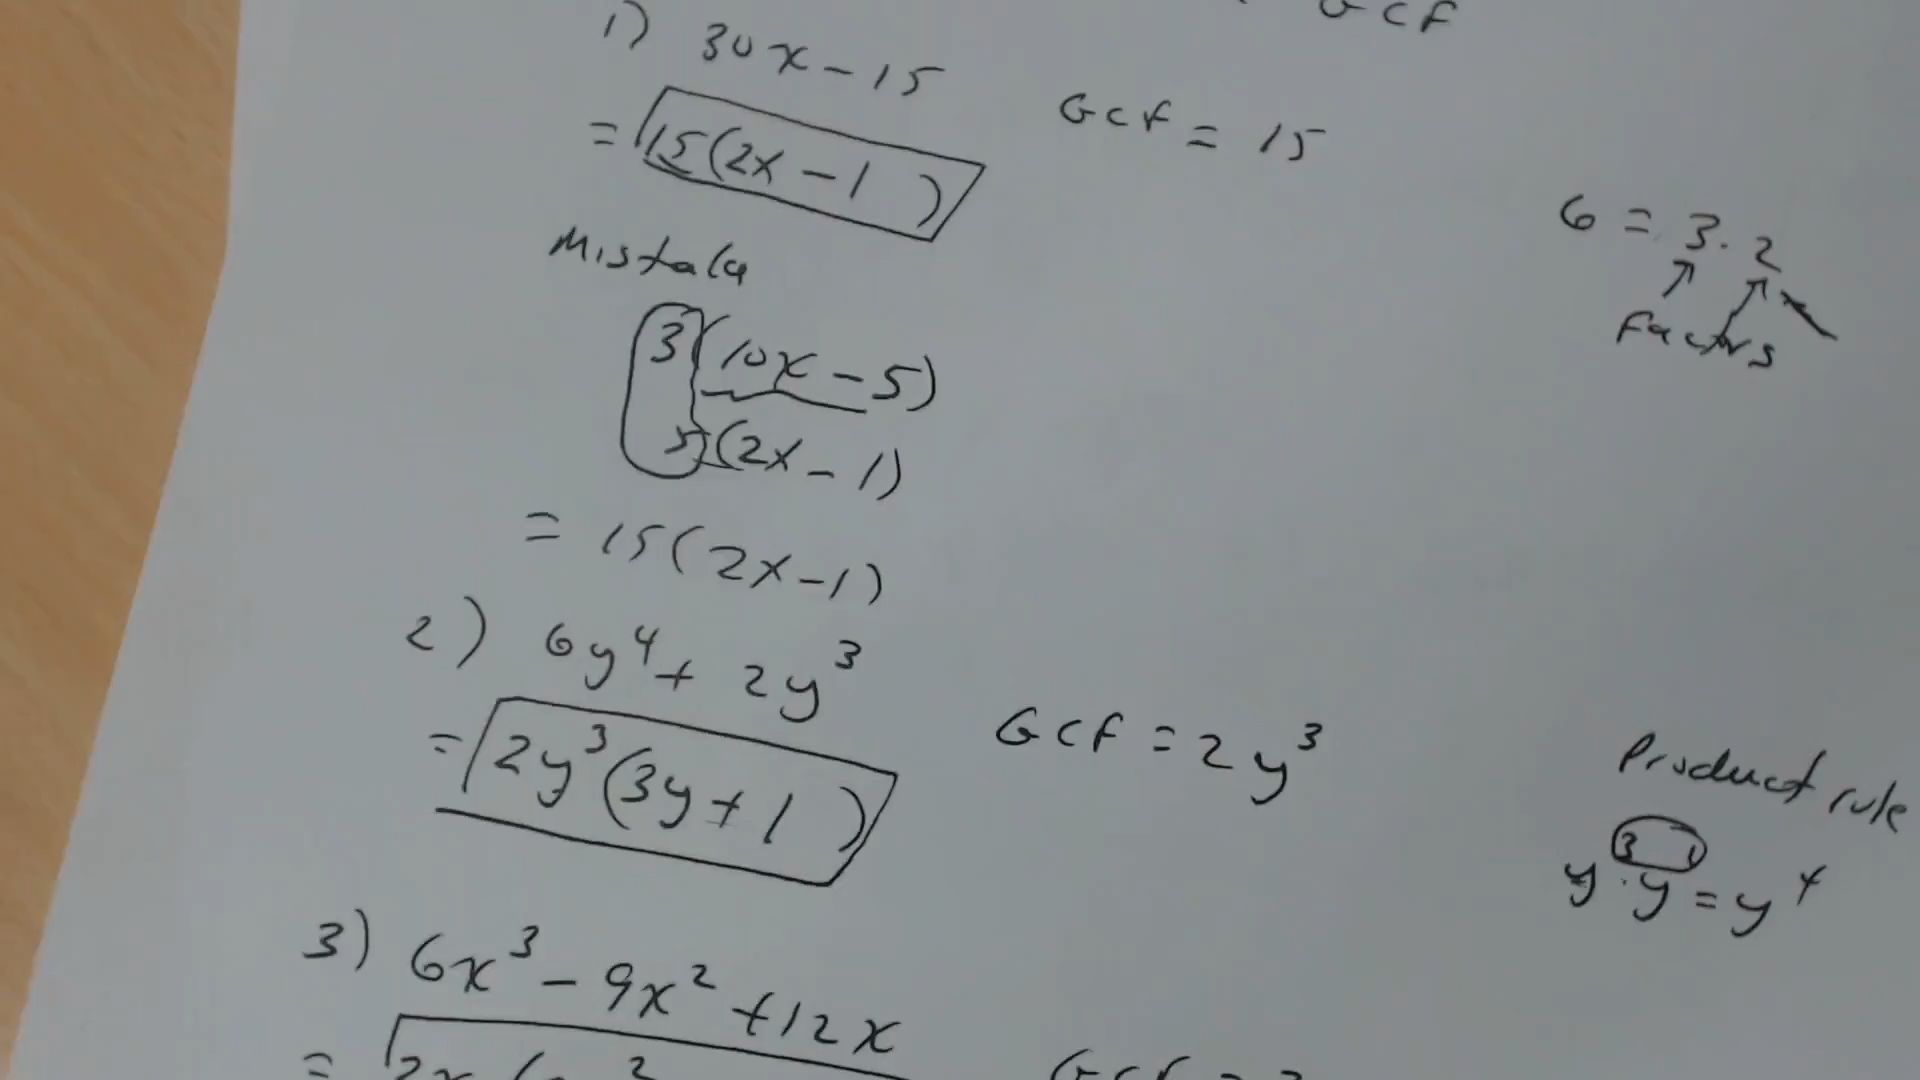 GCF
1) 30x - 15
= 15(2x - 1)
GCF = 15
6 = 3 · 2
Factors
Mistake
3(10x - 5)
5(2x - 1)
= 15(2x - 1)
2) 6y⁴ + 2y³
= 2y³(3y + 1)
GCF = 2y³
Product rule
y³ · y¹ = y⁴
3) 6x³ - 9x² + 12x